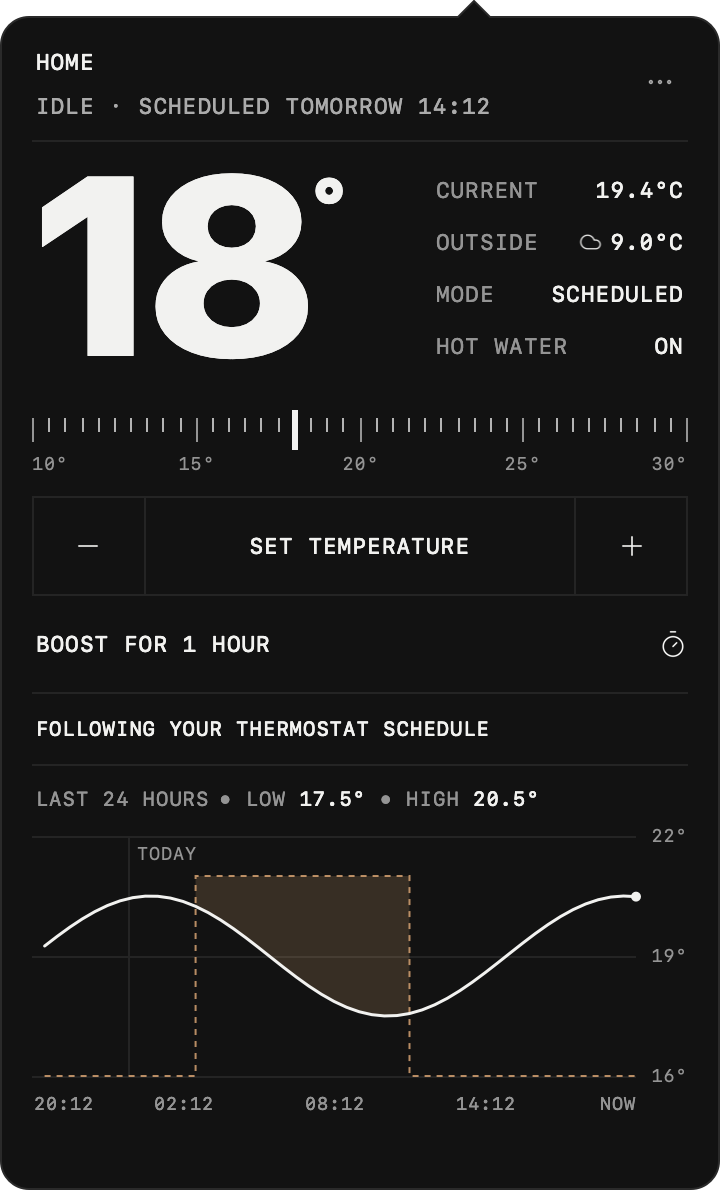 HOME
IDLE · SCHEDULED TOMORROW 14:12
18°
CURRENT 19.4°C
OUTSIDE 9.0°C
MODE SCHEDULED
HOT WATER ON
10° 15° 20° 25° 30°
− SET TEMPERATURE +
BOOST FOR 1 HOUR
FOLLOWING YOUR THERMOSTAT SCHEDULE
LAST 24 HOURS • LOW 17.5° • HIGH 20.5°
22°
TODAY
19°
16°
20:12 02:12 08:12 14:12 NOW